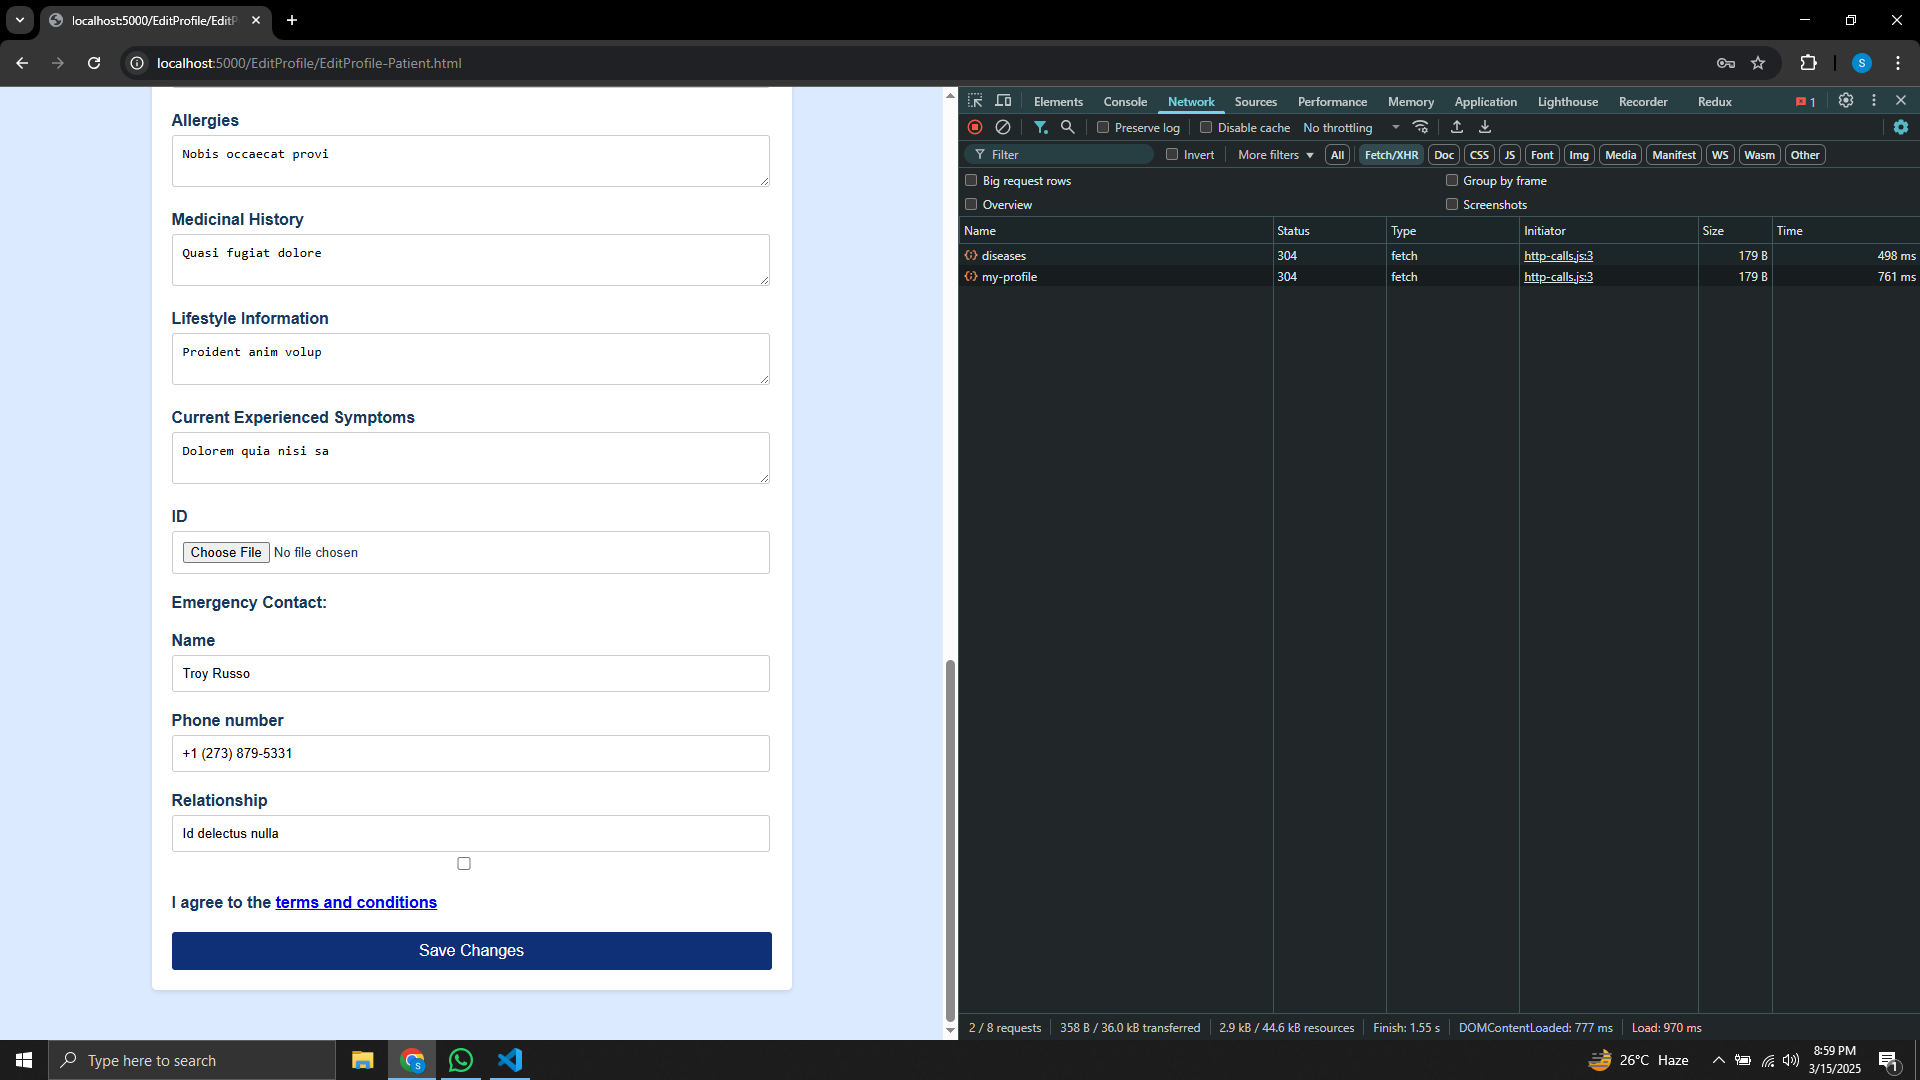 localhost:5000/EditProfile/EditP
localhost:5000/EditProfile/EditProfile-Patient.html
S
Allergies
Nobis occaecat provi
Medicinal History
Quasi fugiat dolore
Lifestyle Information
Proident anim volup
Current Experienced Symptoms
Dolorem quia nisi sa
ID
Choose File No file chosen
Emergency Contact:
Name
Troy Russo
Phone number
+1 (273) 879-5331
Relationship
Id delectus nulla
I agree to the terms and conditions
Save Changes
Elements Console Network Sources Performance Memory Application Lighthouse Recorder Redux 1
Preserve log Disable cache No throttling
Filter Invert More filters All Fetch/XHR Doc CSS JS Font Img Media Manifest WS Wasm Other
Big request rows Group by frame
Overview Screenshots
Name Status Type Initiator Size Time
diseases 304 fetch http-calls.js:3 179 B 498 ms
my-profile 304 fetch http-calls.js:3 179 B 761 ms
2 / 8 requests 358 B / 36.0 kB transferred 2.9 kB / 44.6 kB resources Finish: 1.55 s DOMContentLoaded: 777 ms Load: 970 ms
Type here to search S 26°C Haze 8:59 PM 1
3/15/2025